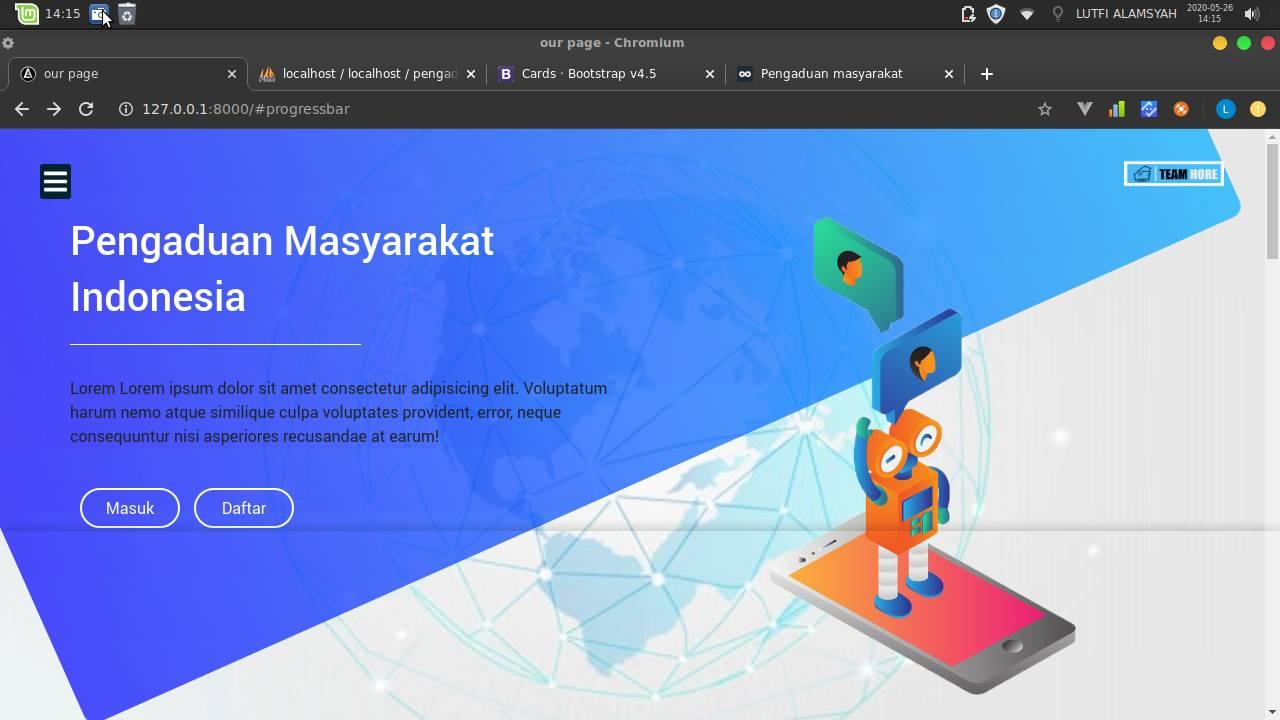 14:15
LUTFI ALAMSYAH
2020-05-26
14:15
our page - Chromium
our page
localhost / localhost / pengad
Cards · Bootstrap v4.5
Pengaduan masyarakat
127.0.0.1:8000/#progressbar
L
TEAM HORE
Pengaduan Masyarakat
Indonesia
Lorem Lorem ipsum dolor sit amet consectetur adipisicing elit. Voluptatum
harum nemo atque similique culpa voluptates provident, error, neque
consequuntur nisi asperiores recusandae at earum!
Masuk
Daftar